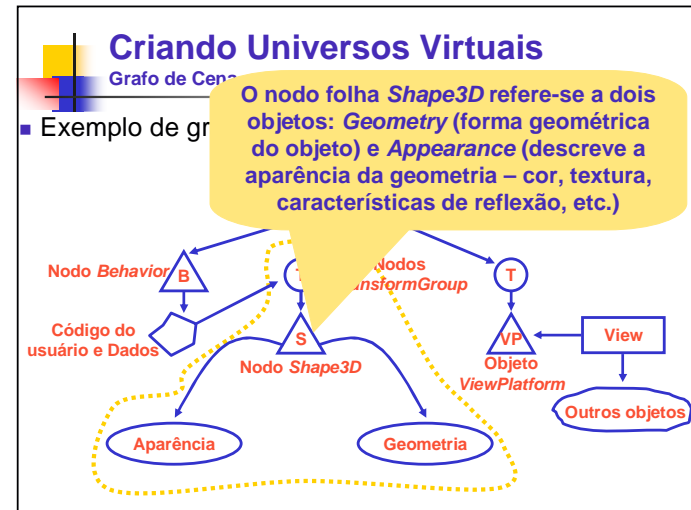 Criando Universos Virtuais
Grafo de Cena
O nodo folha Shape3D refere-se a dois
objetos: Geometry (forma geométrica
do objeto) e Appearance (descreve a
aparência da geometria – cor, textura,
características de reflexão, etc.)
Exemplo de
Nodo Behavior
B
Nodos
T
T
Código do
usuário e Dados
S
Nodo Shape3D
VP
Objeto
ViewPlatform
View
Outros objetos
Aparência
Geometria